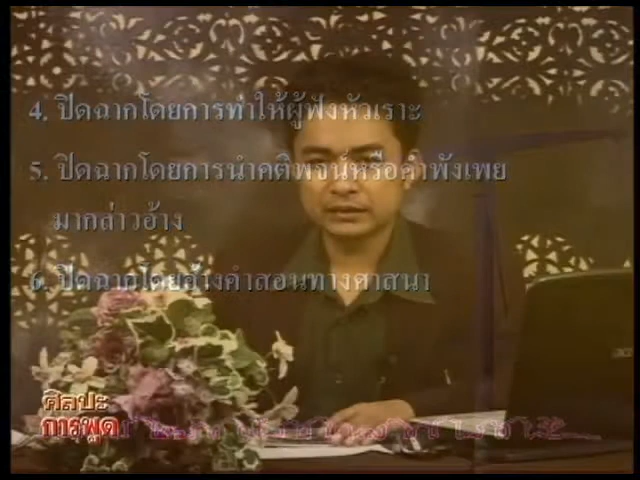 4. ปิดฉากโดยการทำให้ผู้ฟังหัวเราะ
5. ปิดฉากโดยการนำคติพจน์หรือคำพังเพย
มากล่าวอ้าง
6. ปิดฉากโดยอ้างคำสอนทางศาสนา
ศิลปะ
การพูด